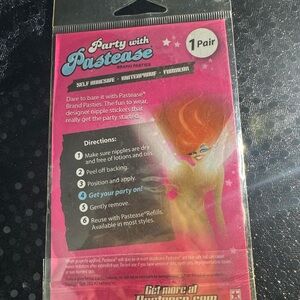 Party with
Pastease
BRAND PASTIES
1 Pair
SELF ADHESIVE • WATERPROOF •
Dare to bare it with Pastease®
Brand Pasties. The fun to wear,
designer nipple stickers that
really get the party started.
Directions:
1 Make sure nipples are dry
and free of lotions and oils.
2 Peel off backing.
3 Position and apply.
4 Get your party on!
5 Gently remove.
6 Reuse with Pastease®Refills.
Available in most styles.
Get more at